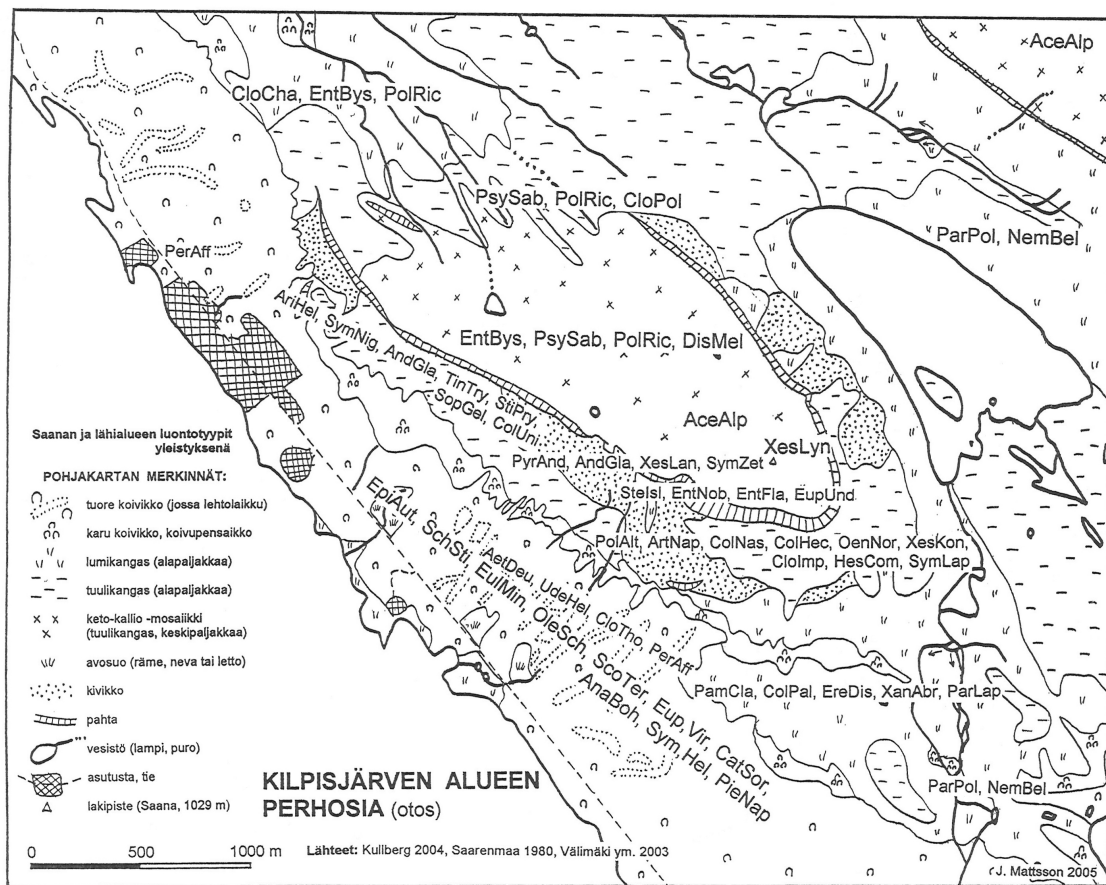 AceAlp
CloCha, EntBys, PolRic
PsySab, PolRic, CloPol
ParPol, NemBel
PerAff
AriHel, SymNig, AndGla, TinTry, StiPry,
SopGel, ColUni
EntBys, PsySab, PolRic, DisMel
AceAlp
XesLyn
PyrAnd, AndGla, XesLan, SymZet
SteIsl, EntNob, EntFla, EupUnd
PolAlt, ArtNap, ColNas, ColHec, OenNor, XesKon,
CloImp, HesCom, SymLap
AetDeu, UdeHel, CloTho, PerAff
EpiAut, SchSti, EulMin, OleSch, ScoTer, Eup,Vir, CatSor,
AnaBoh, Sym,Hel, PieNap
PamCla, ColPal, EreDis, XanAbr, ParLap
ParPol, NemBel
Saanan ja lähialueen luontotyypit
yleistyksenä
POHJAKARTAN MERKINNÄT:
tuore koivikko (jossa lehtolaikku)
karu koivikko, koivupensaikko
lumikangas (alapaljakkaa)
tuulikangas (alapaljakkaa)
keto-kallio -mosaiikki
(tuulikangas, keskipaljakkaa)
avosuo (räme, neva tai letto)
kivikko
pahta
vesistö (lampi, puro)
asutusta, tie
lakipiste (Saana, 1029 m)
KILPISJÄRVEN ALUEEN
PERHOSIA (otos)
0 500 1000 m
Lähteet: Kullberg 2004, Saarenmaa 1980, Välimäki ym. 2003
J. Mattsson 2005